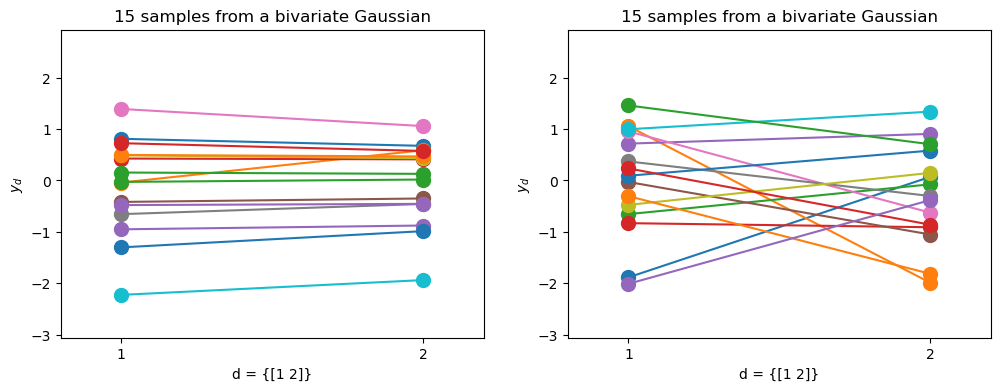 15 samples from a bivariate Gaussian
2
1
0
−1
−2
−3
y_d
1
2
d = {[1 2]}
15 samples from a bivariate Gaussian
2
1
0
−1
−2
−3
y_d
1
2
d = {[1 2]}